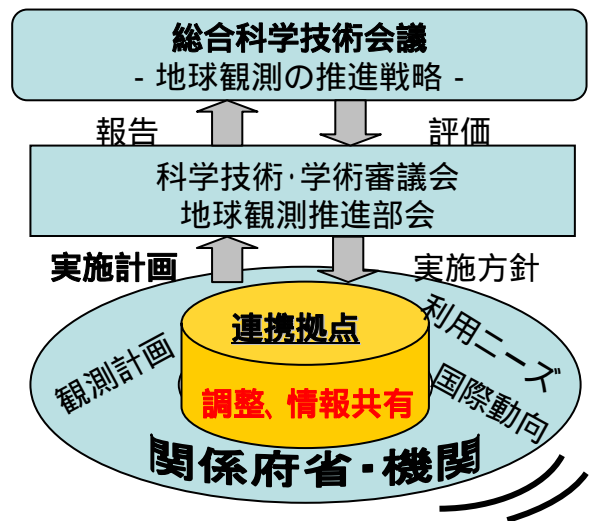 総合科学技術会議
- 地球観測の推進戦略 -
報告
評価
科学技術・学術審議会
地球観測推進部会
実施計画
実施方針
連携拠点
利用ニーズ
観測計画
調整、情報共有
国際動向
関係府省・機関